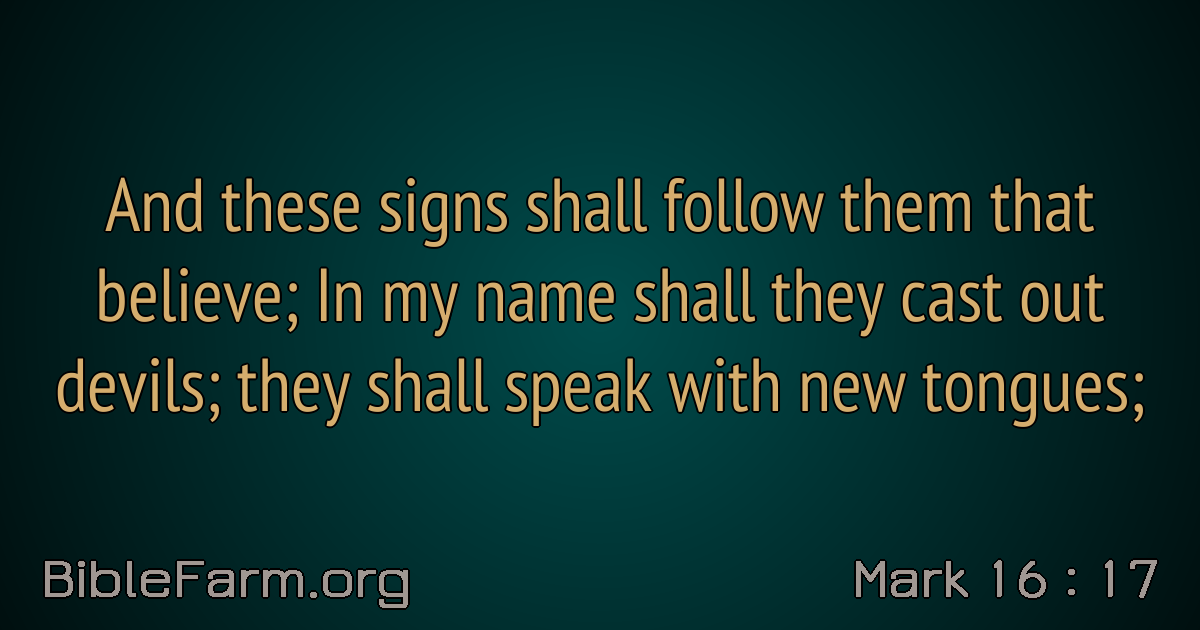 And these signs shall follow them that
believe; In my name shall they cast out
devils; they shall speak with new tongues;
BibleFarm.org
Mark 16 : 17